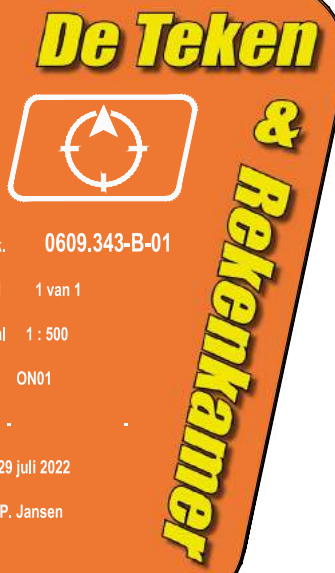 De Teken
& Rekenkamer
0609.343-B-01
1 van 1
1 : 500
ON01
- -
29 juli 2022
P. Jansen